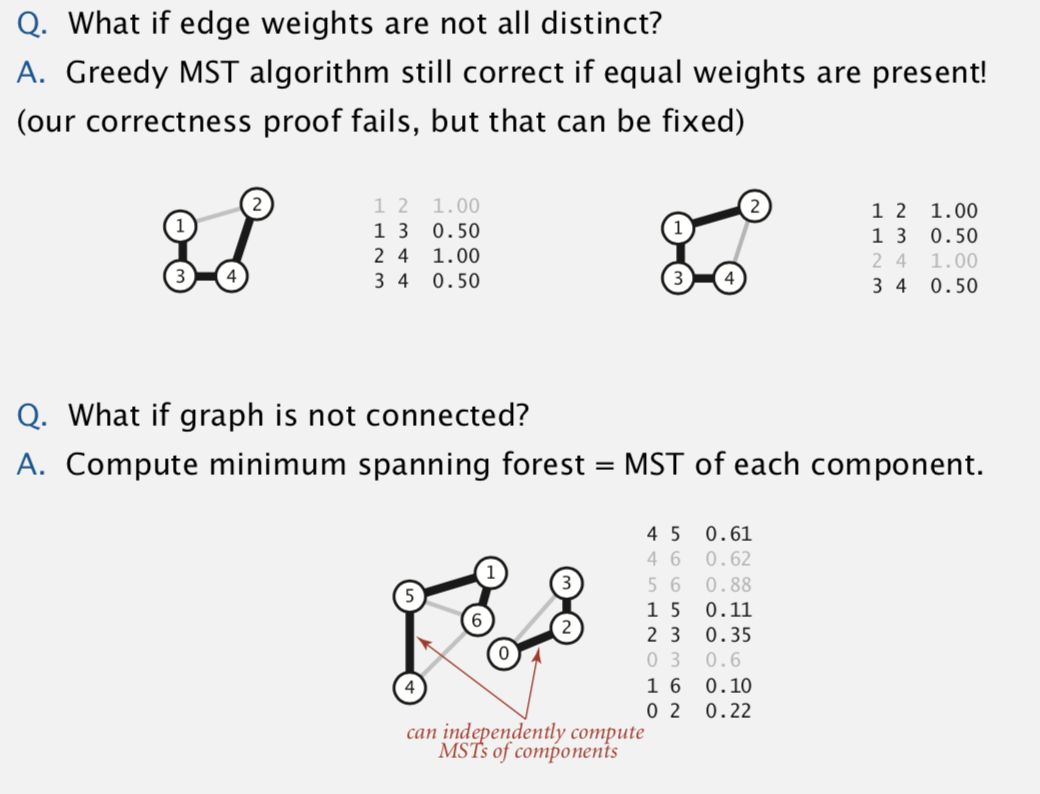 Q. What if edge weights are not all distinct?
A. Greedy MST algorithm still correct if equal weights are present!
(our correctness proof fails, but that can be fixed)
1
2
3
4
1 2 1.00
1 3 0.50
2 4 1.00
3 4 0.50
1
2
3
4
1 2 1.00
1 3 0.50
2 4 1.00
3 4 0.50
Q. What if graph is not connected?
A. Compute minimum spanning forest = MST of each component.
5
1
6
4
3
2
0
can independently compute
MSTs of components
4 5 0.61
4 6 0.62
5 6 0.88
1 5 0.11
2 3 0.35
0 3 0.6
1 6 0.10
0 2 0.22